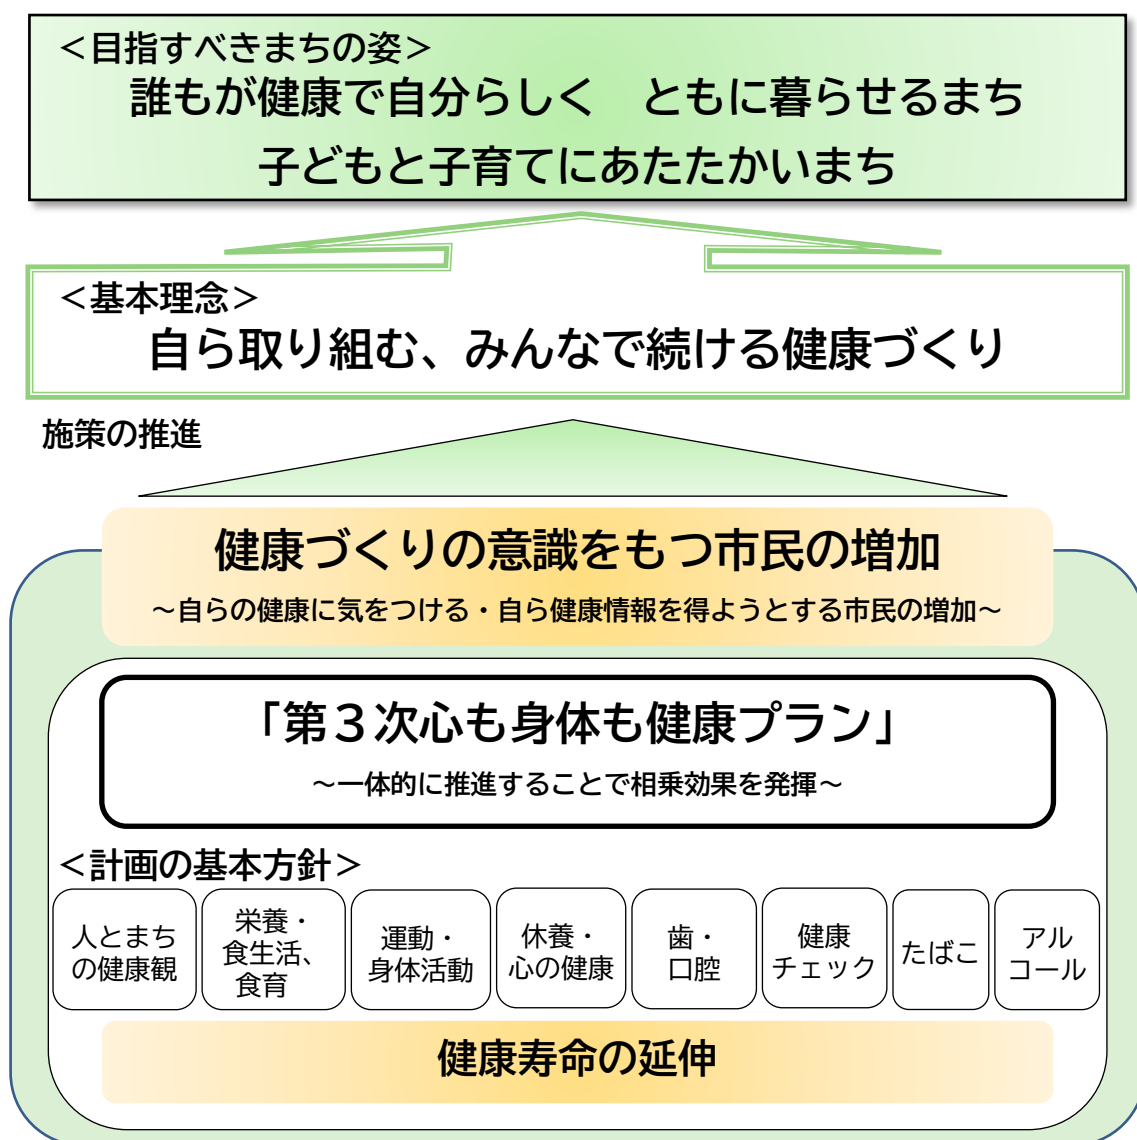 ＜目指すべきまちの姿＞
誰もが健康で自分らしく　ともに暮らせるまち
子どもと子育てにあたたかいまち
＜基本理念＞
自ら取り組む、みんなで続ける健康づくり
施策の推進
健康づくりの意識をもつ市民の増加
～自らの健康に気をつける・自ら健康情報を得ようとする市民の増加～
「第３次心も身体も健康プラン」
～一体的に推進することで相乗効果を発揮～
＜計画の基本方針＞
人とまち
の健康観
栄養・
食生活、
食育
運動・
身体活動
休養・
心の健康
歯・
口腔
健康
チェック
たばこ
アル
コール
健康寿命の延伸